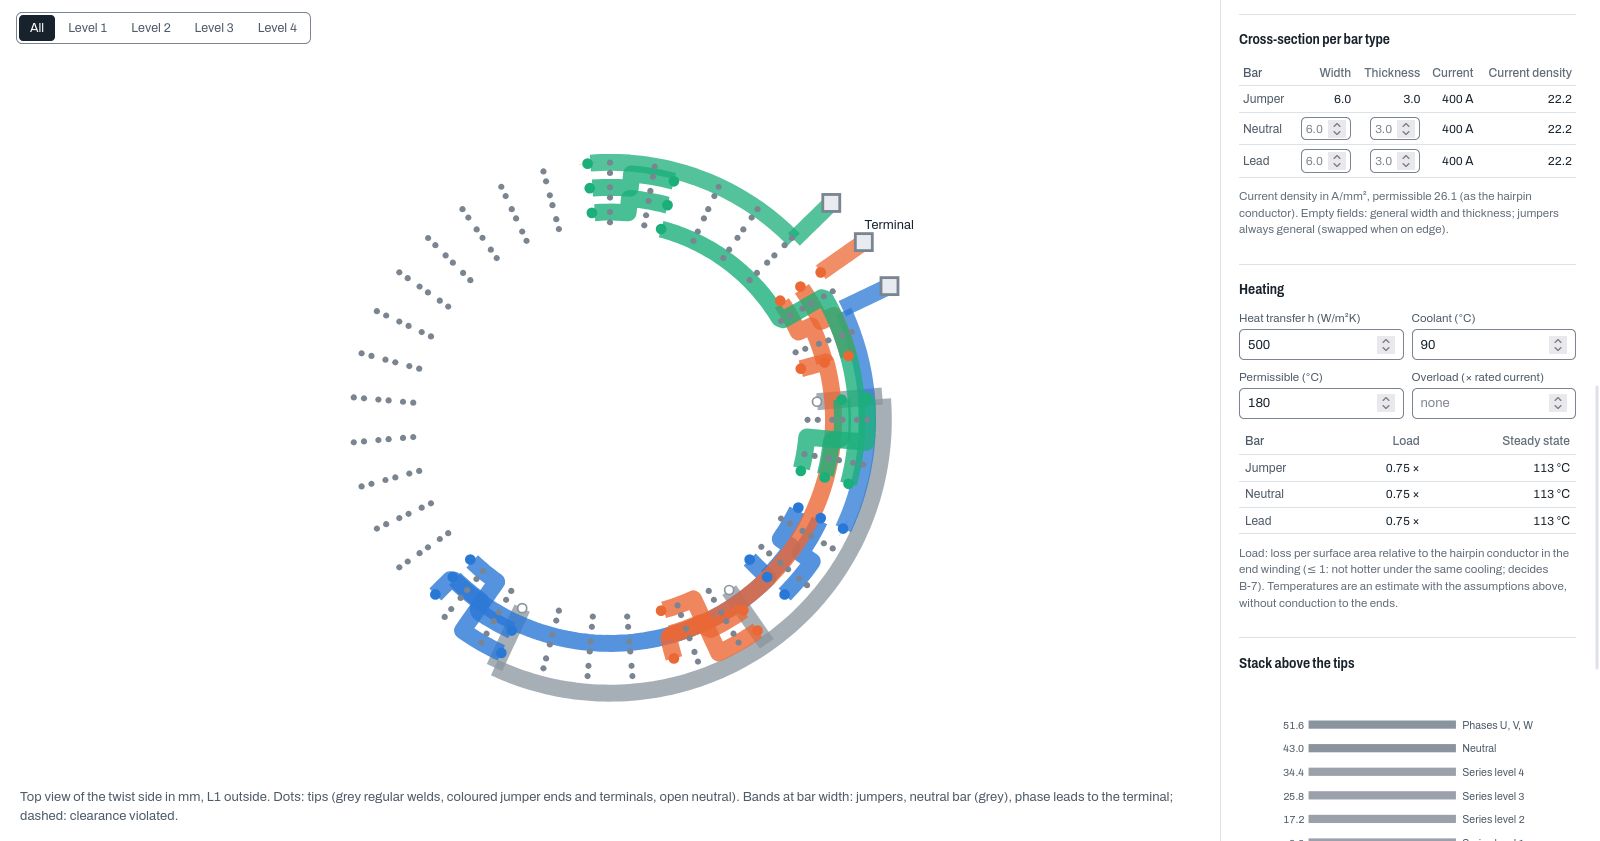 All Level 1 Level 2 Level 3 Level 4
Terminal
Top view of the twist side in mm, L1 outside. Dots: tips (grey regular welds, coloured jumper ends and terminals, open neutral). Bands at bar width: jumpers, neutral bar (grey), phase leads to the terminal;
dashed: clearance violated.
Cross-section per bar type
Bar Width Thickness Current Current density
Jumper 6.0 3.0 400 A 22.2
Neutral 6.0 3.0 400 A 22.2
Lead 6.0 3.0 400 A 22.2
Current density in A/mm², permissible 26.1 (as the hairpin
conductor). Empty fields: general width and thickness; jumpers
always general (swapped when on edge).
Heating
Heat transfer h (W/m²K) Coolant (°C)
500 90
Permissible (°C) Overload (× rated current)
180 none
Bar Load Steady state
Jumper 0.75 × 113 °C
Neutral 0.75 × 113 °C
Lead 0.75 × 113 °C
Load: loss per surface area relative to the hairpin conductor in the
end winding (≤ 1: not hotter under the same cooling; decides
B-7). Temperatures are an estimate with the assumptions above,
without conduction to the ends.
Stack above the tips
51.6 Phases U, V, W
43.0 Neutral
34.4 Series level 4
25.8 Series level 3
17.2 Series level 2